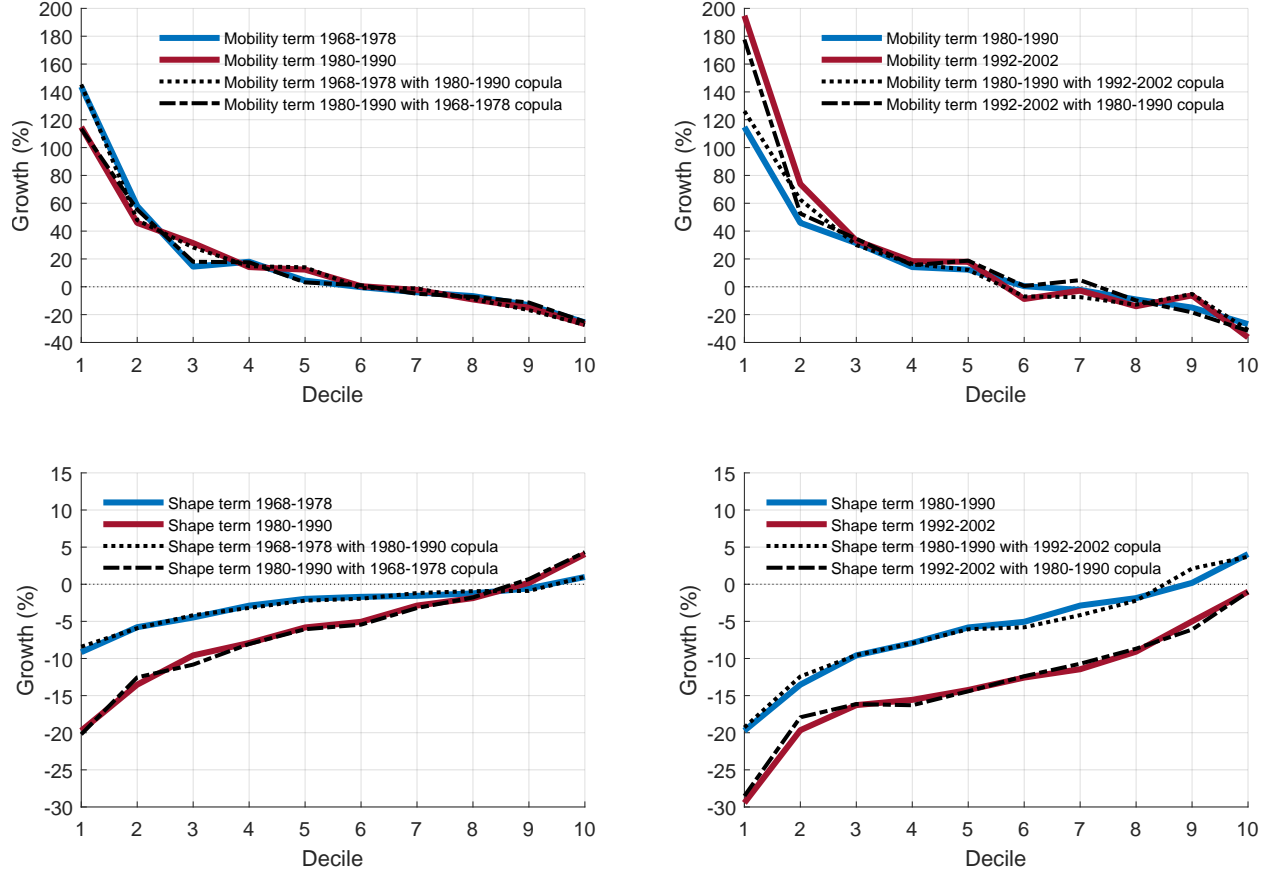 200
180
160
140
120
100
80
60
40
20
0
-20
-40
Growth (%)
Mobility term 1968-1978
Mobility term 1980-1990
Mobility term 1968-1978 with 1980-1990 copula
Mobility term 1980-1990 with 1968-1978 copula
1 2 3 4 5 6 7 8 9 10
Decile
200
180
160
140
120
100
80
60
40
20
0
-20
-40
Growth (%)
Mobility term 1980-1990
Mobility term 1992-2002
Mobility term 1980-1990 with 1992-2002 copula
Mobility term 1992-2002 with 1980-1990 copula
1 2 3 4 5 6 7 8 9 10
Decile
15
10
5
0
-5
-10
-15
-20
-25
-30
Growth (%)
Shape term 1968-1978
Shape term 1980-1990
Shape term 1968-1978 with 1980-1990 copula
Shape term 1980-1990 with 1968-1978 copula
1 2 3 4 5 6 7 8 9 10
Decile
15
10
5
0
-5
-10
-15
-20
-25
-30
Growth (%)
Shape term 1980-1990
Shape term 1992-2002
Shape term 1980-1990 with 1992-2002 copula
Shape term 1992-2002 with 1980-1990 copula
1 2 3 4 5 6 7 8 9 10
Decile